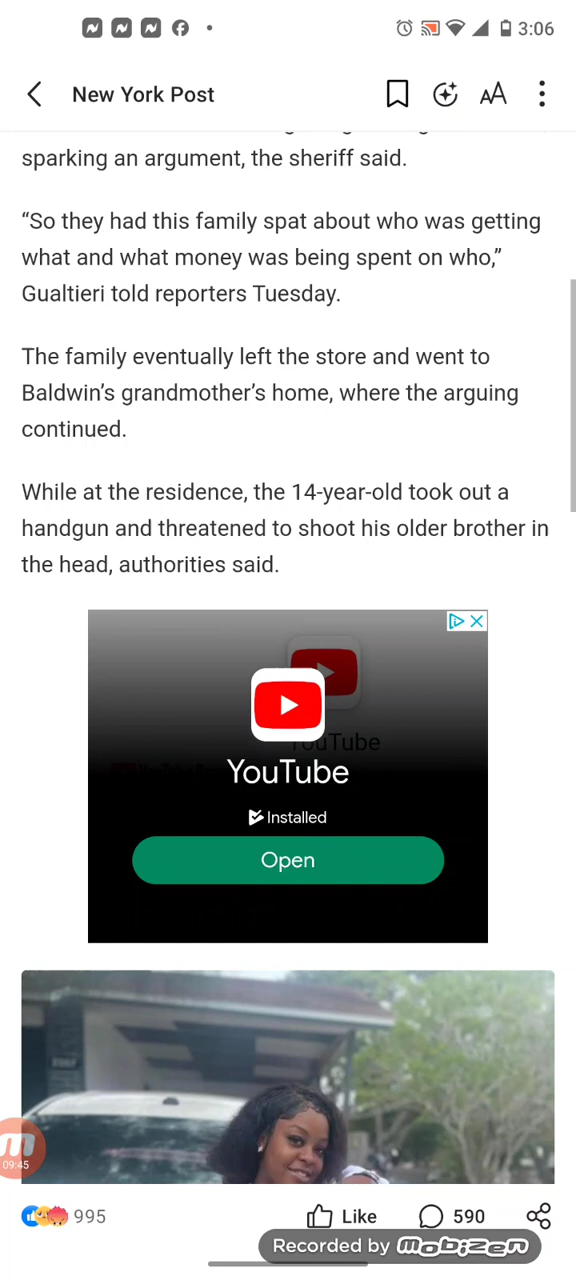 3:06
New York Post
sparking an argument, the sheriff said.
“So they had this family spat about who was getting
what and what money was being spent on who,”
Gualtieri told reporters Tuesday.
The family eventually left the store and went to
Baldwin’s grandmother’s home, where the arguing
continued.
While at the residence, the 14-year-old took out a
handgun and threatened to shoot his older brother in
the head, authorities said.
YouTube
YouTube
Installed
Open
09:45
995
Like
590
Recorded by mobizen